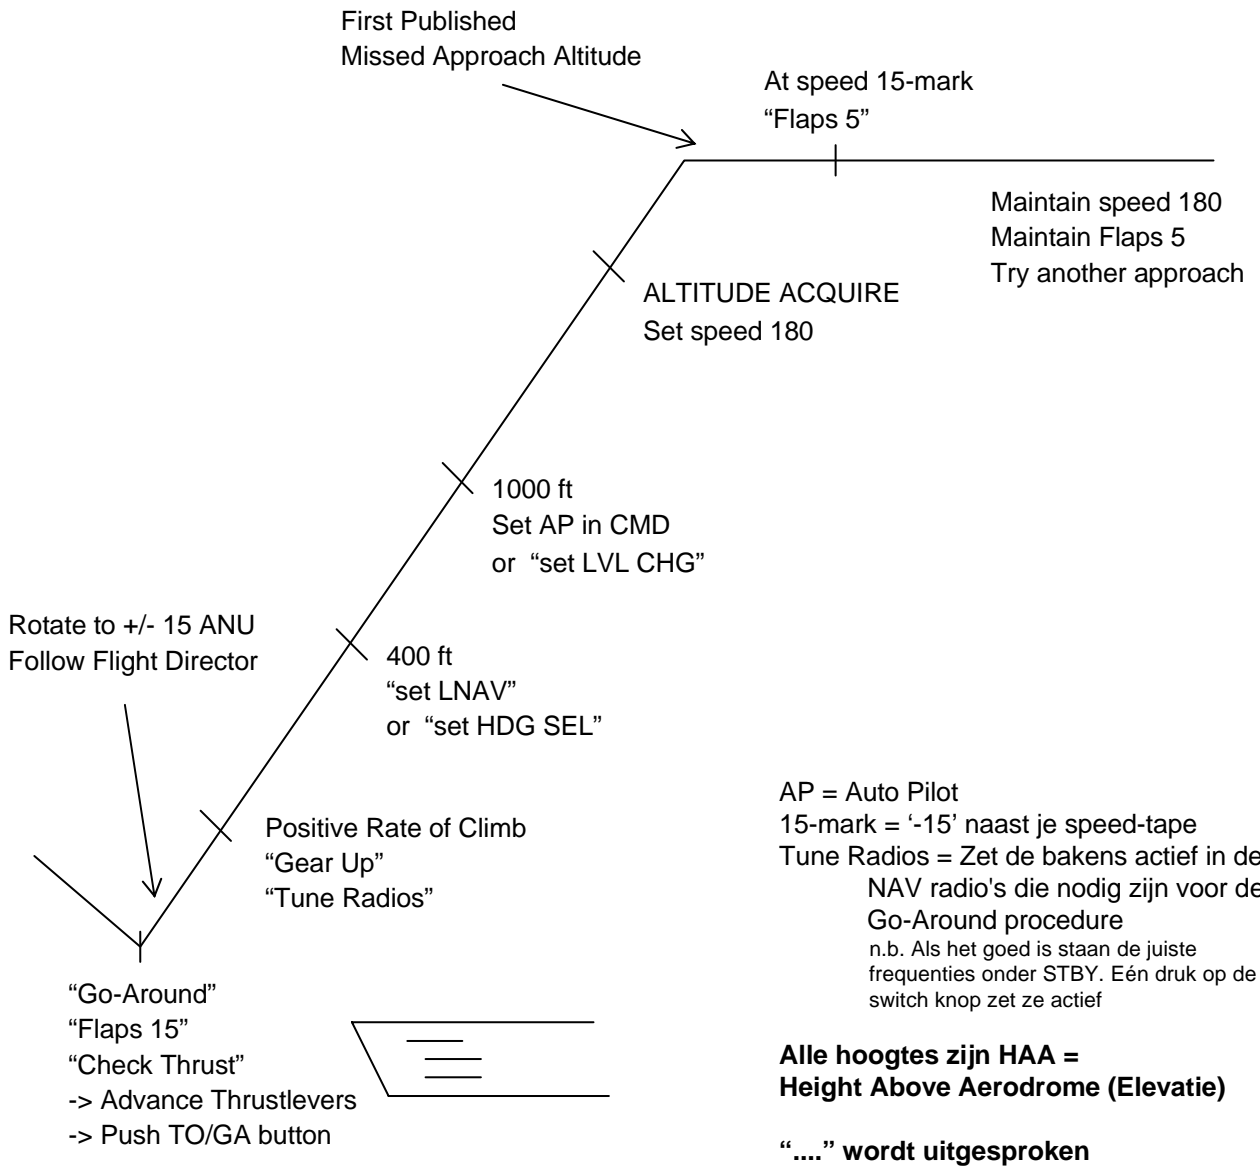 First Published
Missed Approach Altitude
At speed 15-mark
“Flaps 5”
Maintain speed 180
Maintain Flaps 5
Try another approach
ALTITUDE ACQUIRE
Set speed 180
1000 ft
Set AP in CMD
or “set LVL CHG”
Rotate to +/- 15 ANU
Follow Flight Director
400 ft
“set LNAV”
or “set HDG SEL”
Positive Rate of Climb
“Gear Up”
“Tune Radios”
“Go-Around”
“Flaps 15”
“Check Thrust”
-> Advance Thrustlevers
-> Push TO/GA button
AP = Auto Pilot
15-mark = ‘-15’ naast je speed-tape
Tune Radios = Zet de bakens actief in de
NAV radio's die nodig zijn voor de
Go-Around procedure
n.b. Als het goed is staan de juiste
frequenties onder STBY. Eén druk op de
switch knop zet ze actief
Alle hoogtes zijn HAA =
Height Above Aerodrome (Elevatie)
“....” wordt uitgesproken